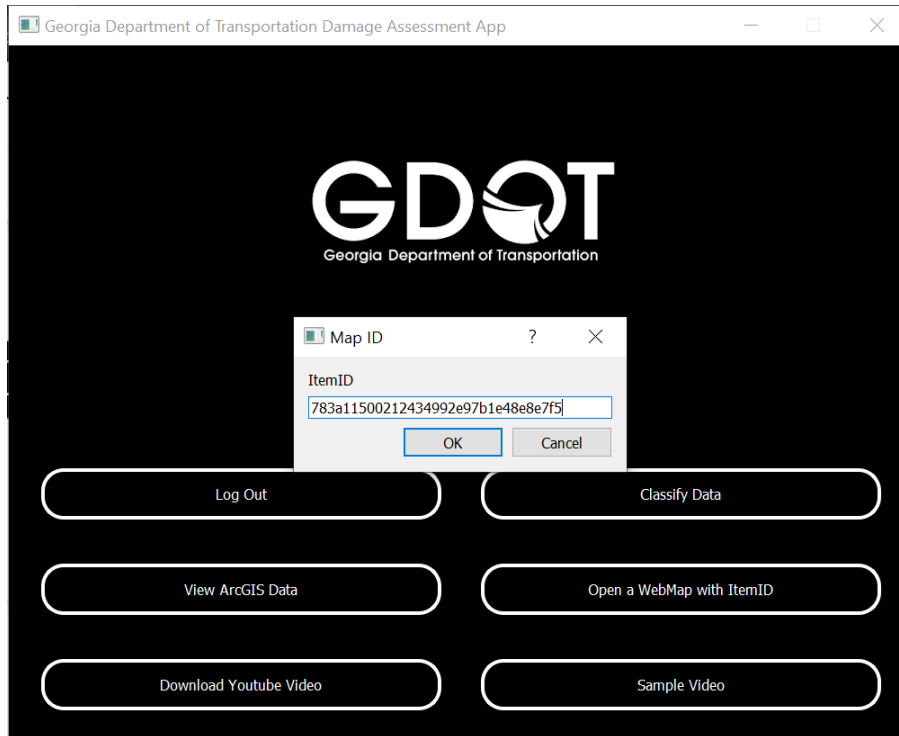 Georgia Department of Transportation Damage Assessment App
GDOT
Georgia Department of Transportation
Map ID
?
ItemID
783a11500212434992e97b1e48e8e7f5
OK Cancel
Log Out Classify Data
View ArcGIS Data Open a WebMap with ItemID
Download Youtube Video Sample Video